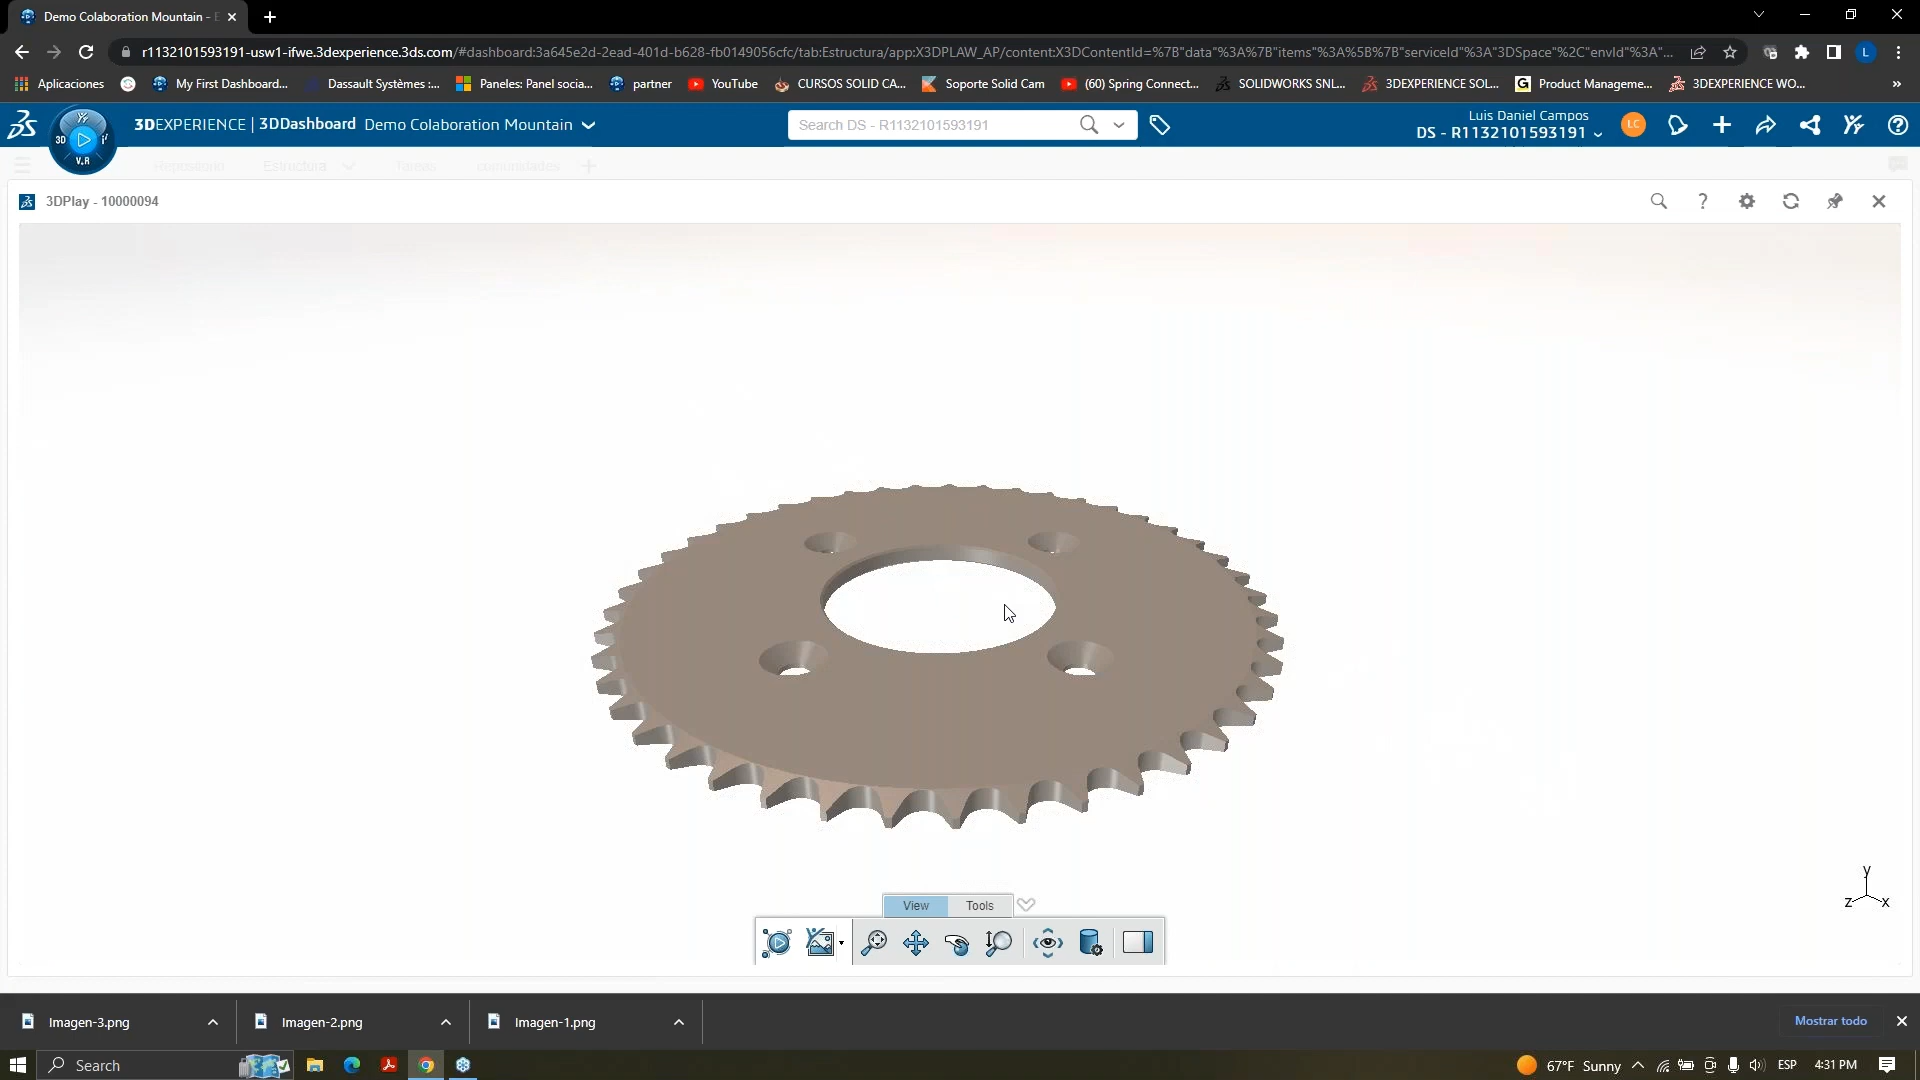 Demo Colaboration Mountain - E
r1132101593191-usw1-ifwe.3dexperience.3ds.com/#dashboard:3a645e2d-2ead-401d-b628-fb0149056cfc/tab:Estructura/app:X3DPLAW_AP/content:X3DContentId=%7B"data"%3A%7B"items"%3A%5B%7B"serviceId"%3A"3DSpace"%2C"envId"%3A"...
Aplicaciones My First Dashboard... Dassault Systèmes :... Paneles: Panel socia... partner YouTube CURSOS SOLID CA... Soporte Solid Cam (60) Spring Connect... SOLIDWORKS SNL... 3DEXPERIENCE SOL... Product Manageme... 3DEXPERIENCE WO... »
3DEXPERIENCE | 3DDashboard Demo Colaboration Mountain
Search DS - R1132101593191
Luis Daniel Campos
DS - R1132101593191
LC
3D
V.R
Repositorio Estructura Tareas comunidades
3DPlay - 10000094
y
z x
View Tools
Imagen-3.png Imagen-2.png Imagen-1.png Mostrar todo
Search 67°F Sunny ESP 4:31 PM